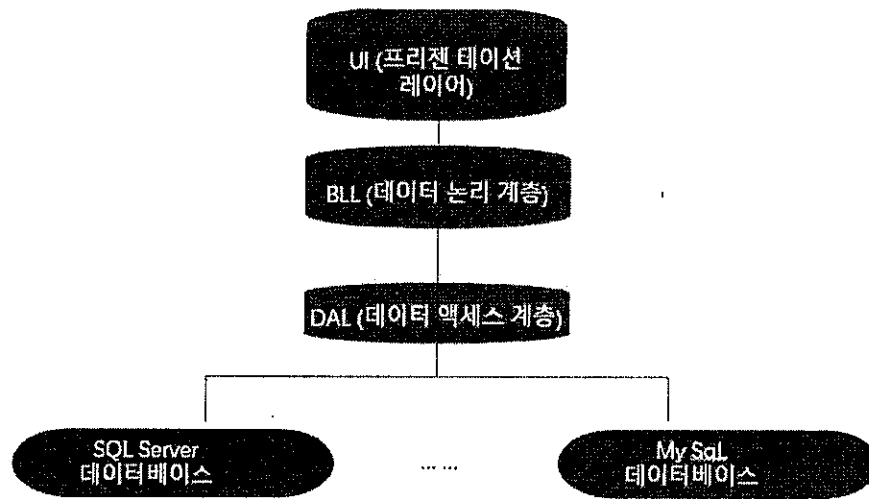 UI (프리젠 테이션
레이어)
BLL (데이터 논리 계층)
DAL (데이터 액세스 계층)
SQL Server
데이터베이스
... ...
My SqL
데이터베이스